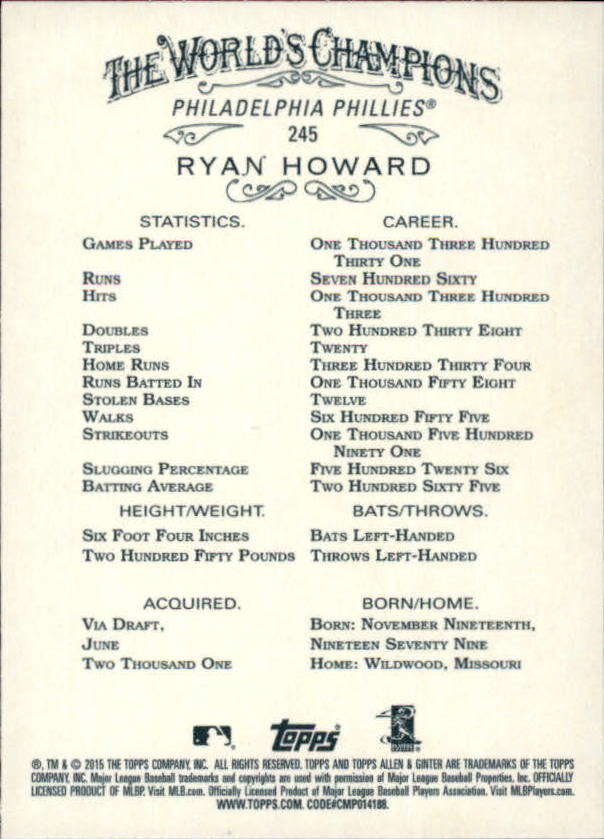 THE WORLD'S CHAMPIONS
PHILADELPHIA PHILLIES®
245
RYAN HOWARD
STATISTICS. CAREER.
GAMES PLAYED ONE THOUSAND THREE HUNDRED
THIRTY ONE
RUNS SEVEN HUNDRED SIXTY
HITS ONE THOUSAND THREE HUNDRED
THREE
DOUBLES TWO HUNDRED THIRTY EIGHT
TRIPLES TWENTY
HOME RUNS THREE HUNDRED THIRTY FOUR
RUNS BATTED IN ONE THOUSAND FIFTY EIGHT
STOLEN BASES TWELVE
WALKS SIX HUNDRED FIFTY FIVE
STRIKEOUTS ONE THOUSAND FIVE HUNDRED
NINETY ONE
SLUGGING PERCENTAGE FIVE HUNDRED TWENTY SIX
BATTING AVERAGE TWO HUNDRED SIXTY FIVE
HEIGHT/WEIGHT. BATS/THROWS.
SIX FOOT FOUR INCHES BATS LEFT-HANDED
TWO HUNDRED FIFTY POUNDS THROWS LEFT-HANDED
ACQUIRED. BORN/HOME.
VIA DRAFT, BORN: NOVEMBER NINETEENTH,
JUNE NINETEEN SEVENTY NINE
TWO THOUSAND ONE HOME: WILDWOOD, MISSOURI
topps®
®, TM & © 2015 THE TOPPS COMPANY, INC. ALL RIGHTS RESERVED. TOPPS AND TOPPS ALLEN & GINTER ARE TRADEMARKS OF THE TOPPS
COMPANY, INC. Major League Baseball trademarks and copyrights are used with permission of Major League Baseball Properties, Inc. OFFICIALLY
LICENSED PRODUCT OF MLBP. Visit MLB.com. Officially Licensed Product of Major League Baseball Players Association. Visit MLBPlayers.com.
WWW.TOPPS.COM. CODE#CMP014188.